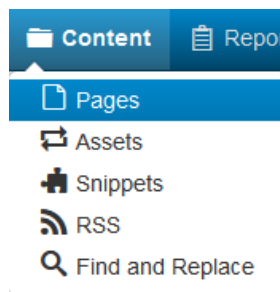 Content
Pages
Assets
Snippets
RSS
Find and Replace